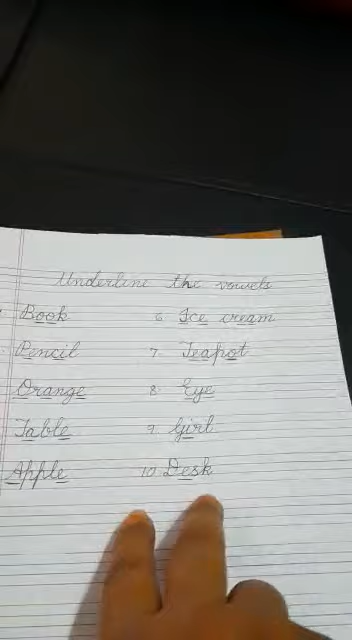 Underline the vowels
Book 6. Ice cream
Pencil 7. Teapot
Orange 8. Eye
Table 9. Girl
Apple 10. Desk